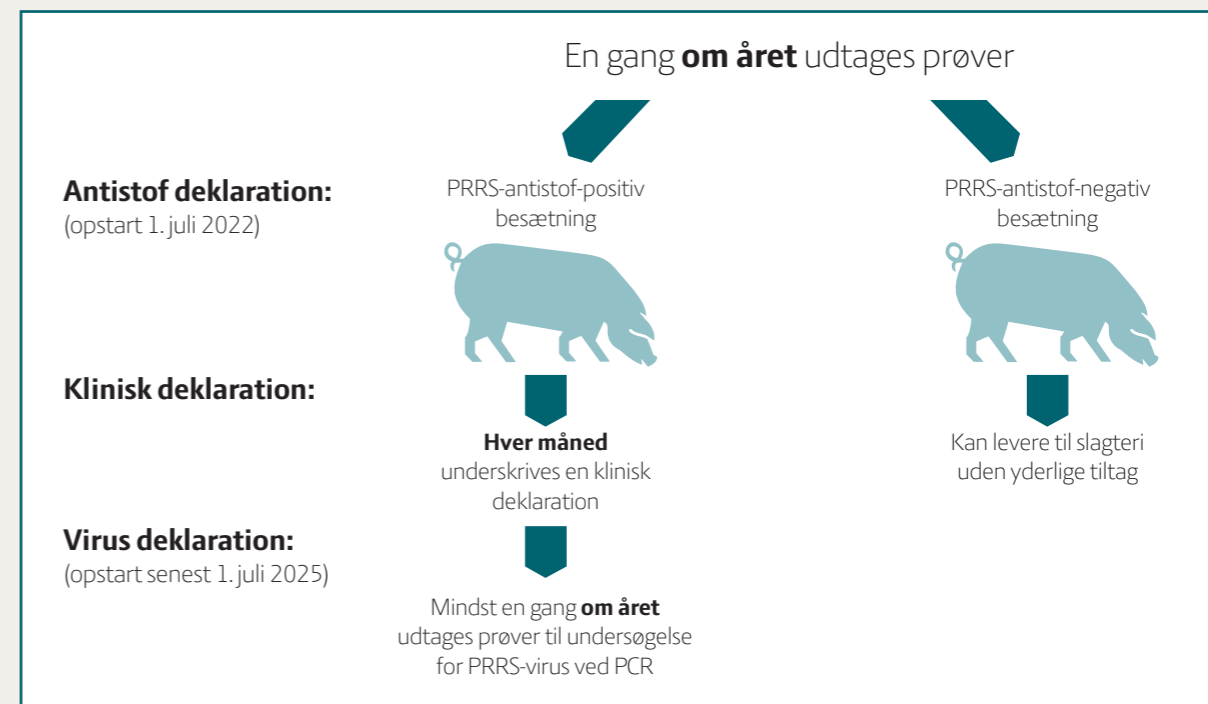 En gang om året udtages prøver
Antistof deklaration:
(opstart 1. juli 2022)
PRRS-antistof-positiv
besætning
PRRS-antistof-negativ
besætning
Klinisk deklaration:
Hver måned
underskrives en klinisk
deklaration
Kan levere til slagteri
uden yderlige tiltag
Virus deklaration:
(opstart senest 1. juli 2025)
Mindst en gang om året
udtages prøver til undersøgelse
for PRRS-virus ved PCR